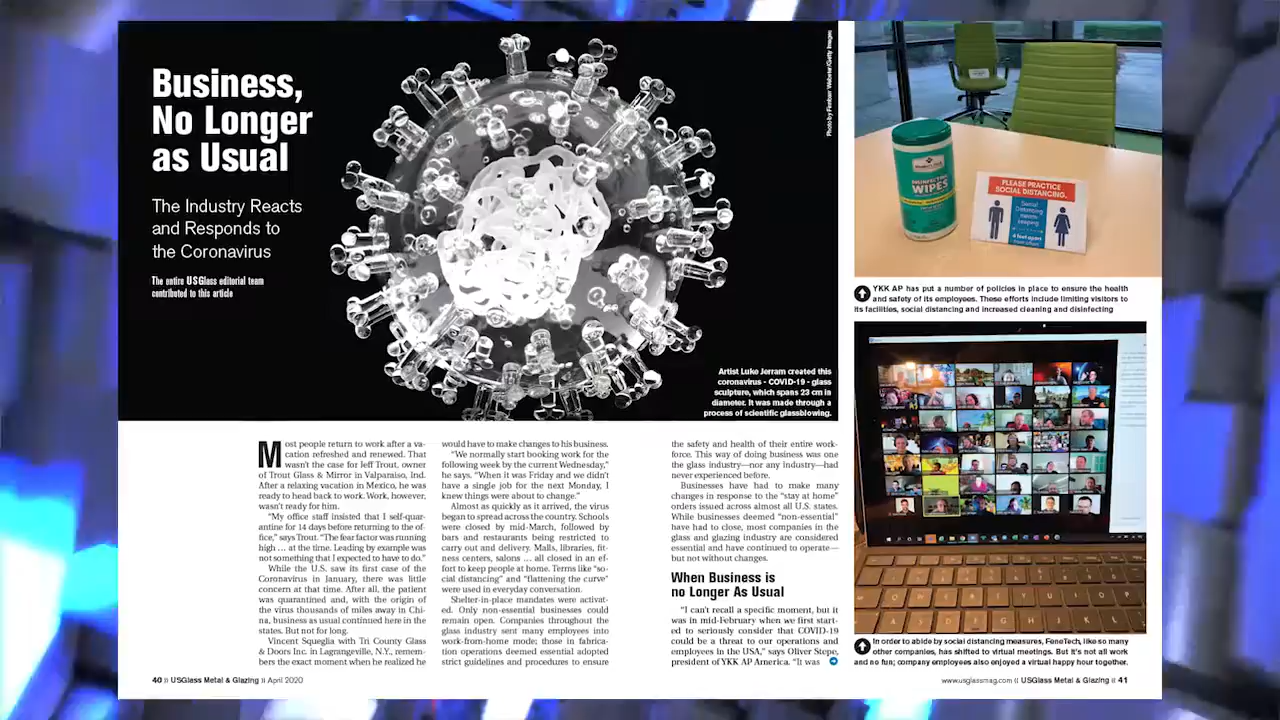 Business,
No Longer
as Usual
The Industry Reacts
and Responds to
the Coronavirus
The entire USGlass editorial team
contributed to this article
Photo by Fenbarr Webster/Getty Images
Artist Luke Jerram created this
coronavirus - COVID-19 - glass
sculpture, which spans 23 cm in
diameter. It was made through a
process of scientific glassblowing.
Most people return to work after a va-
cation refreshed and renewed. That
wasn't the case for Jeff Trout, owner
of Trout Glass & Mirror in Valparaiso, Ind.
After a relaxing vacation in Mexico, he was
ready to head back to work. Work, however,
wasn't ready for him.
"My office staff insisted that I self-quar-
antine for 14 days before returning to the of-
fice," says Trout. "The fear factor was running
high ... at the time. Leading by example was
not something that I expected to have to do."
While the U.S. saw its first case of the
Coronavirus in January, there was little
concern at that time. After all, the patient
was quarantined and, with the origin of
the virus thousands of miles away in Chi-
na, business as usual continued here in the
states. But not for long.
Vincent Squeglia with Tri County Glass
& Doors Inc. in Lagrangeville, N.Y., remem-
bers the exact moment when he realized he
would have to make changes to his business.
"We normally start booking work for the
following week by the current Wednesday,"
he says. "When it was Friday and we didn't
have a single job for the next Monday, I
knew things were about to change."
Almost as quickly as it arrived, the virus
began to spread across the country. Schools
were closed by mid-March, followed by
bars and restaurants being restricted to
carry out and delivery. Malls, libraries, fit-
ness centers, salons ... all closed in an ef-
fort to keep people at home. Terms like "so-
cial distancing" and "flattening the curve"
were used in everyday conversation.
Shelter-in-place mandates were activat-
ed. Only non-essential businesses could
remain open. Companies throughout the
glass industry sent many employees into
work-from-home mode; those in fabrica-
tion operations deemed essential adopted
strict guidelines and procedures to ensure
the safety and health of their entire work-
force. This way of doing business was one
the glass industry—nor any industry—had
never experienced before.
Businesses have had to make many
changes in response to the "stay at home"
orders issued across almost all U.S. states.
While businesses deemed "non-essential"
have had to close, most companies in the
glass and glazing industry are considered
essential and have continued to operate—
but not without changes.
When Business is
no Longer As Usual
"I can't recall a specific moment, but it
was in mid-February when we first start-
ed to seriously consider that COVID-19
could be a threat to our operations and
employees in the USA," says Oliver Stepe,
president of YKK AP America. "It was
DISINFECTING
WIPES
PLEASE PRACTICE
SOCIAL DISTANCING.
Social
Distancing
means
keeping
6 feet apart
YKK AP has put a number of policies in place to ensure the health
and safety of its employees. These efforts include limiting visitors to
its facilities, social distancing and increased cleaning and disinfecting
In order to abide by social distancing measures, FeneTech, like so many
other companies, has shifted to virtual meetings. But it's not all work
and no fun; company employees also enjoyed a virtual happy hour together.
40 :: USGlass Metal & Glazing :: April 2020
www.usglassmag.com :: USGlass Metal & Glazing :: 41